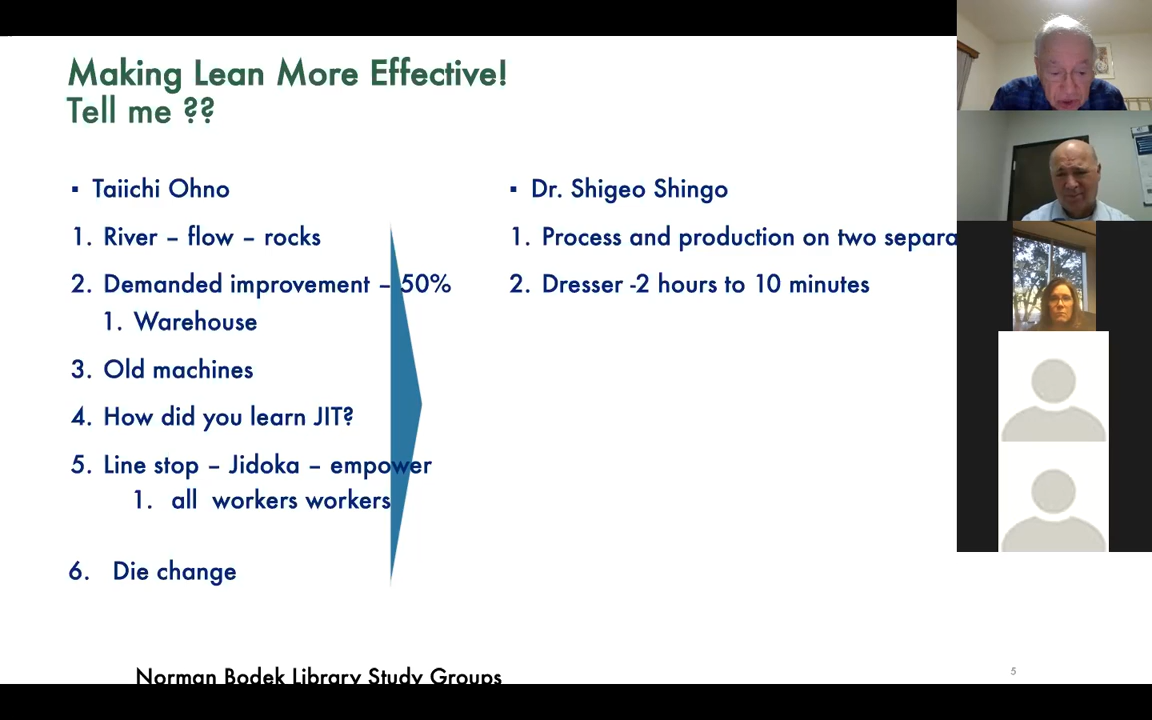 Making Lean More Effective!
Tell me ??
▪ Taiichi Ohno
1. River – flow – rocks
2. Demanded improvement – 50%
1. Warehouse
3. Old machines
4. How did you learn JIT?
5. Line stop – Jidoka – empower
1. all workers workers
6. Die change
▪ Dr. Shigeo Shingo
1. Process and production on two separa
2. Dresser -2 hours to 10 minutes
Norman Bodek Library Study Groups
5